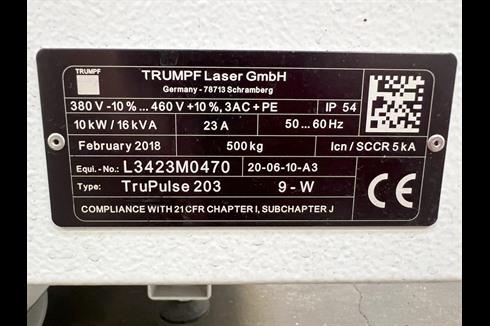 TRUMPF
TRUMPF Laser GmbH
Germany - 78713 Schramberg
380 V -10% ... 460 V +10%, 3AC + PE IP 54
10 kW / 16 kVA 23 A 50 ... 60 Hz
February 2018 500 kg Icn / SCCR 5 kA
Equi.-No.: L3423M0470 20-06-10-A3
Type: TruPulse 203 9 - W
CE
COMPLIANCE WITH 21 CFR CHAPTER I, SUBCHAPTER J